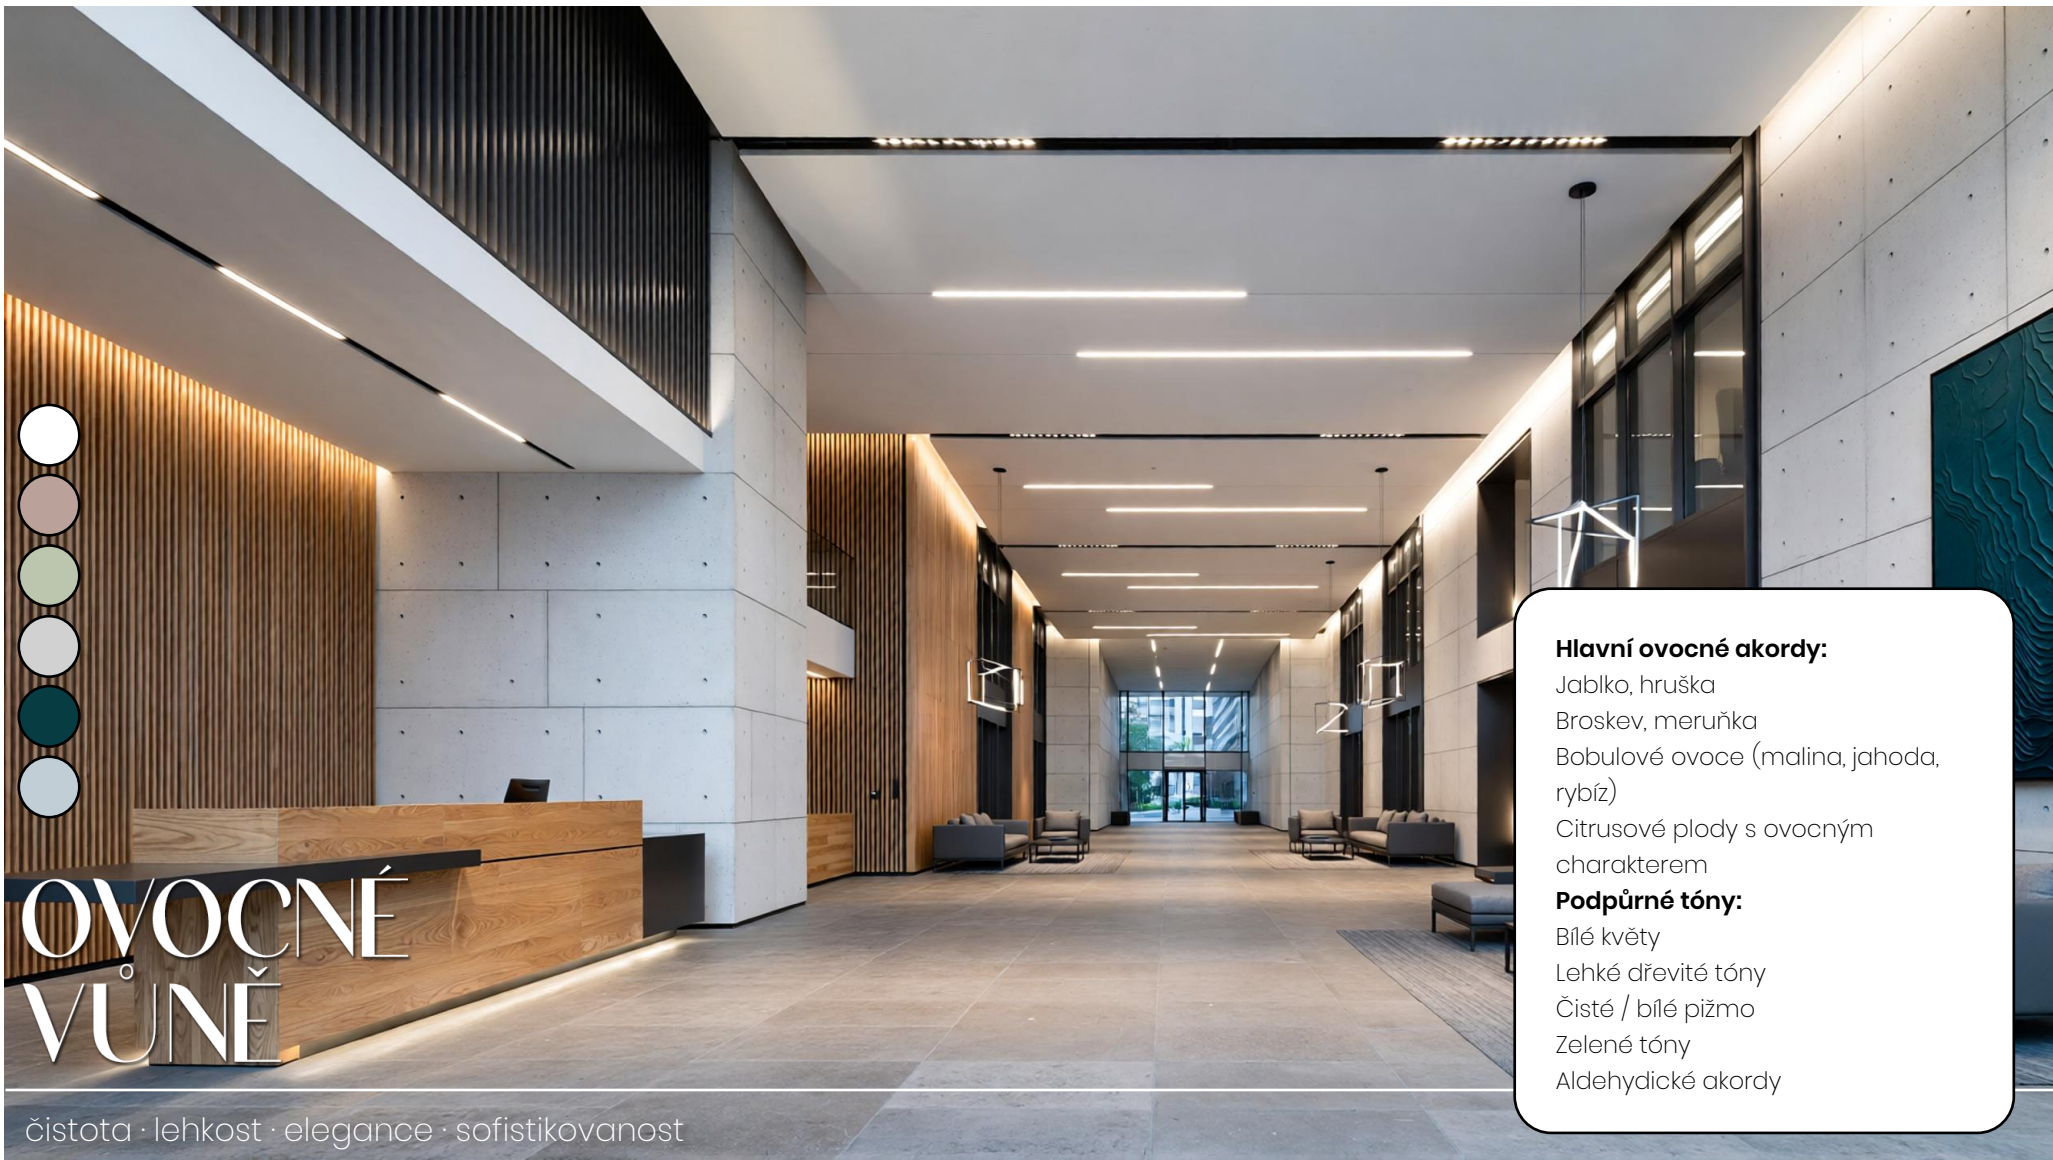 OVOCNÉ
VŮNĚ
čistota · lehkost · elegance · sofistikovanost
Hlavní ovocné akordy:
Jablko, hruška
Broskev, meruňka
Bobulové ovoce (malina, jahoda,
rybíz)
Citrusové plody s ovocným
charakterem
Podpůrné tóny:
Bílé květy
Lehké dřevité tóny
Čisté / bílé pižmo
Zelené tóny
Aldehydické akordy